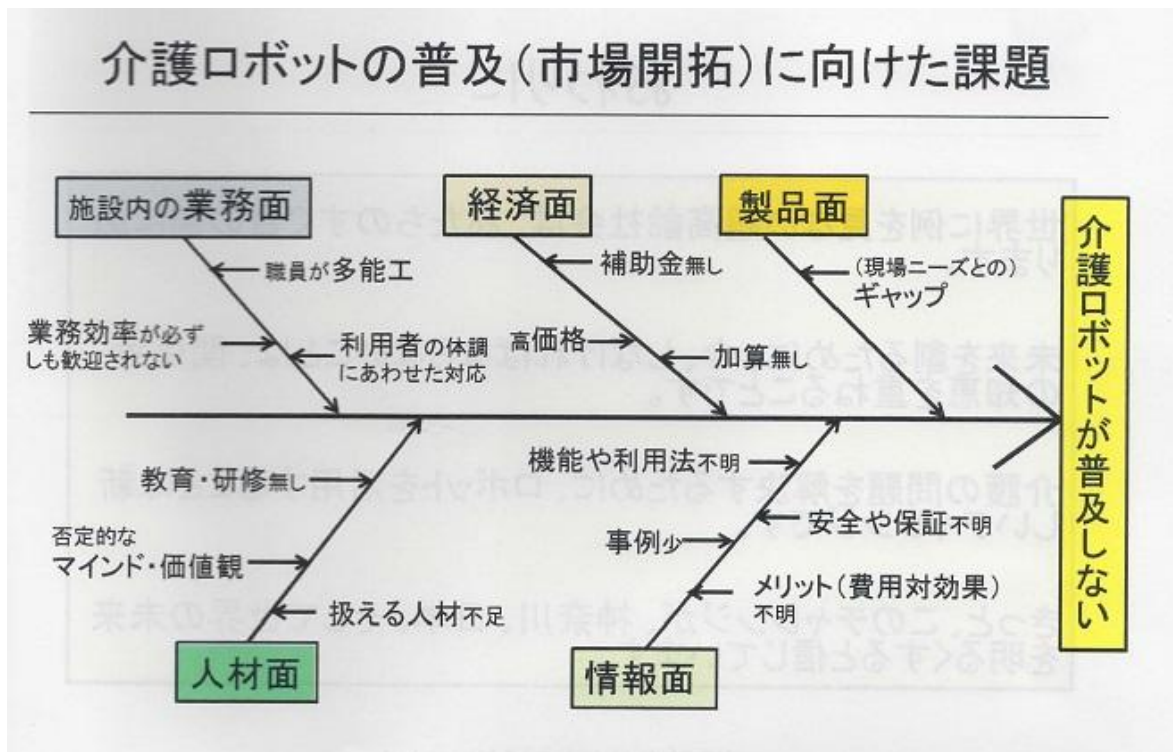 介護ロボットの普及(市場開拓)に向けた課題
施設内の業務面
経済面
製品面
職員が多能工
業務効率が必ず
しも歓迎されない
利用者の体調
にあわせた対応
補助金無し
高価格
加算無し
(現場ニーズとの)
ギャップ
介護ロボットが普及しない
教育・研修無し
否定的な
マインド・価値観
扱える人材不足
機能や利用法不明
事例少
安全や保証不明
メリット(費用対効果)
不明
人材面
情報面